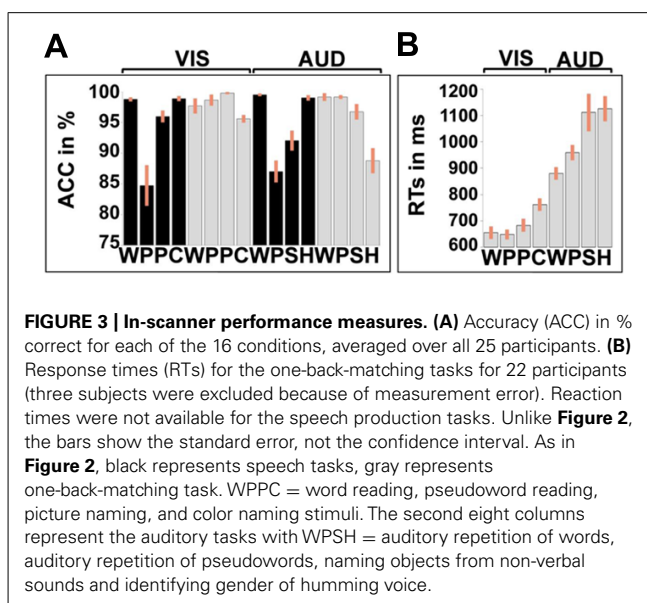 A B
VIS AUD VIS AUD
ACC in %
100
95
90
85
80
75
WPPCWPPCWPSHWPSH
RTs in ms
1200
1100
1000
900
800
700
600
WPPCWPSH
FIGURE 3 | In-scanner performance measures. (A) Accuracy (ACC) in %
correct for each of the 16 conditions, averaged over all 25 participants. (B)
Response times (RTs) for the one-back-matching tasks for 22 participants
(three subjects were excluded because of measurement error). Reaction
times were not available for the speech production tasks. Unlike Figure 2,
the bars show the standard error, not the confidence interval. As in
Figure 2, black represents speech tasks, gray represents
one-back-matching task. WPPC = word reading, pseudoword reading,
picture naming, and color naming stimuli. The second eight columns
represent the auditory tasks with WPSH = auditory repetition of words,
auditory repetition of pseudowords, naming objects from non-verbal
sounds and identifying gender of humming voice.